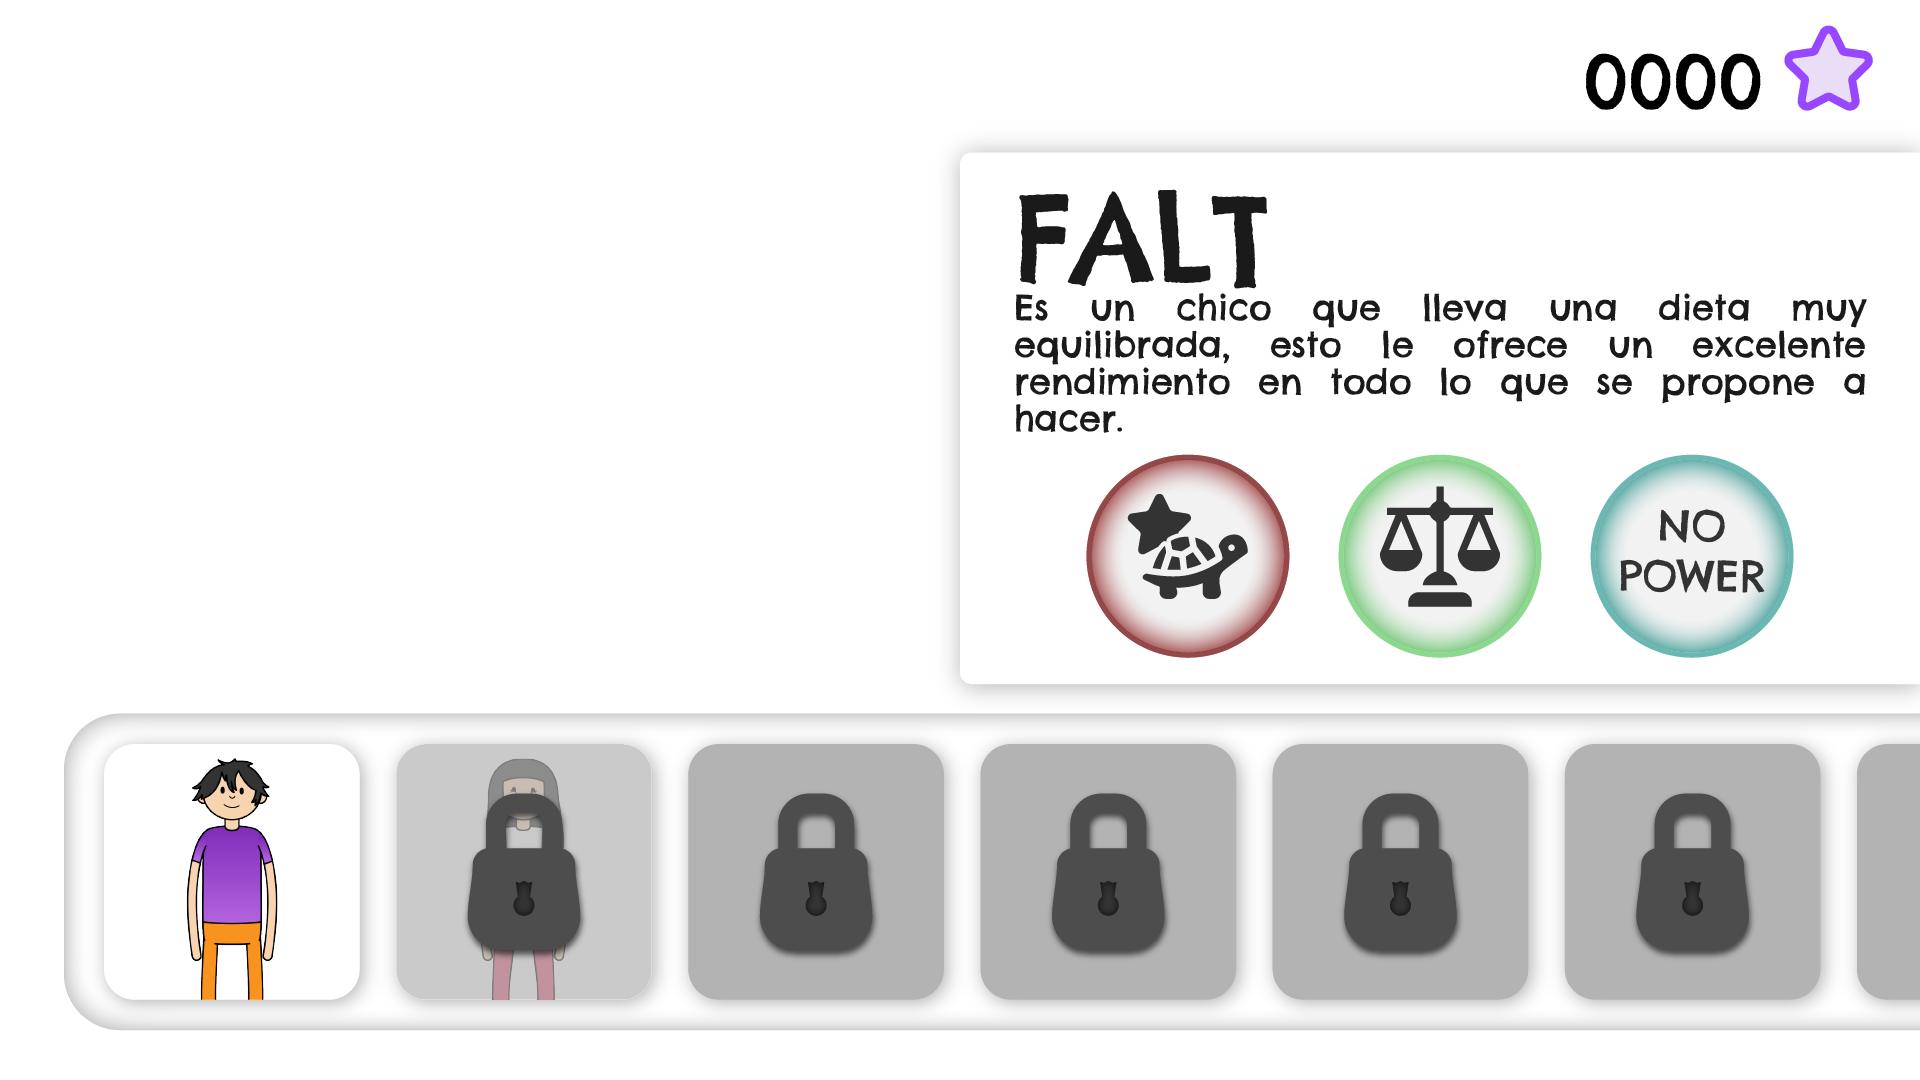 0000
FALT
Es un chico que lleva una dieta muy
equilibrada, esto le ofrece un excelente
rendimiento en todo lo que se propone a
hacer.
NO
POWER